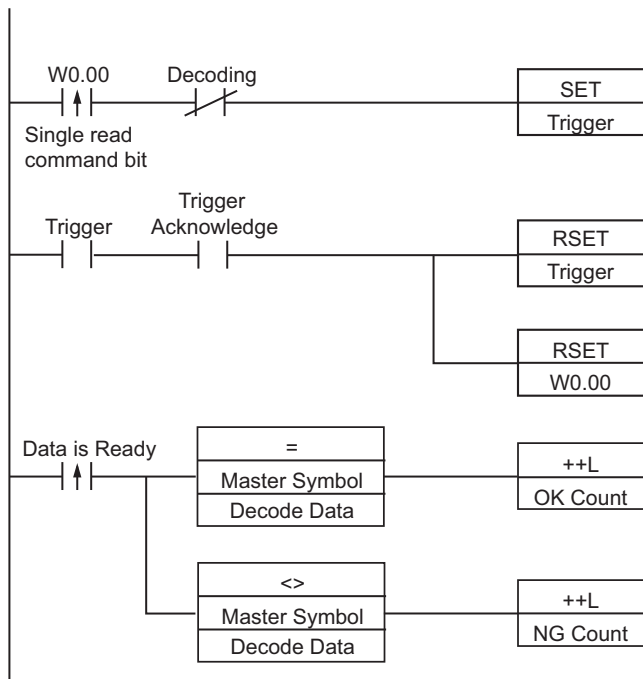 W0.00
Decoding
SET
Trigger
Single read
command bit
Trigger
Trigger
Acknowledge
RSET
Trigger
RSET
W0.00
Data is Ready
=
Master Symbol
Decode Data
++L
OK Count
<>
Master Symbol
Decode Data
++L
NG Count